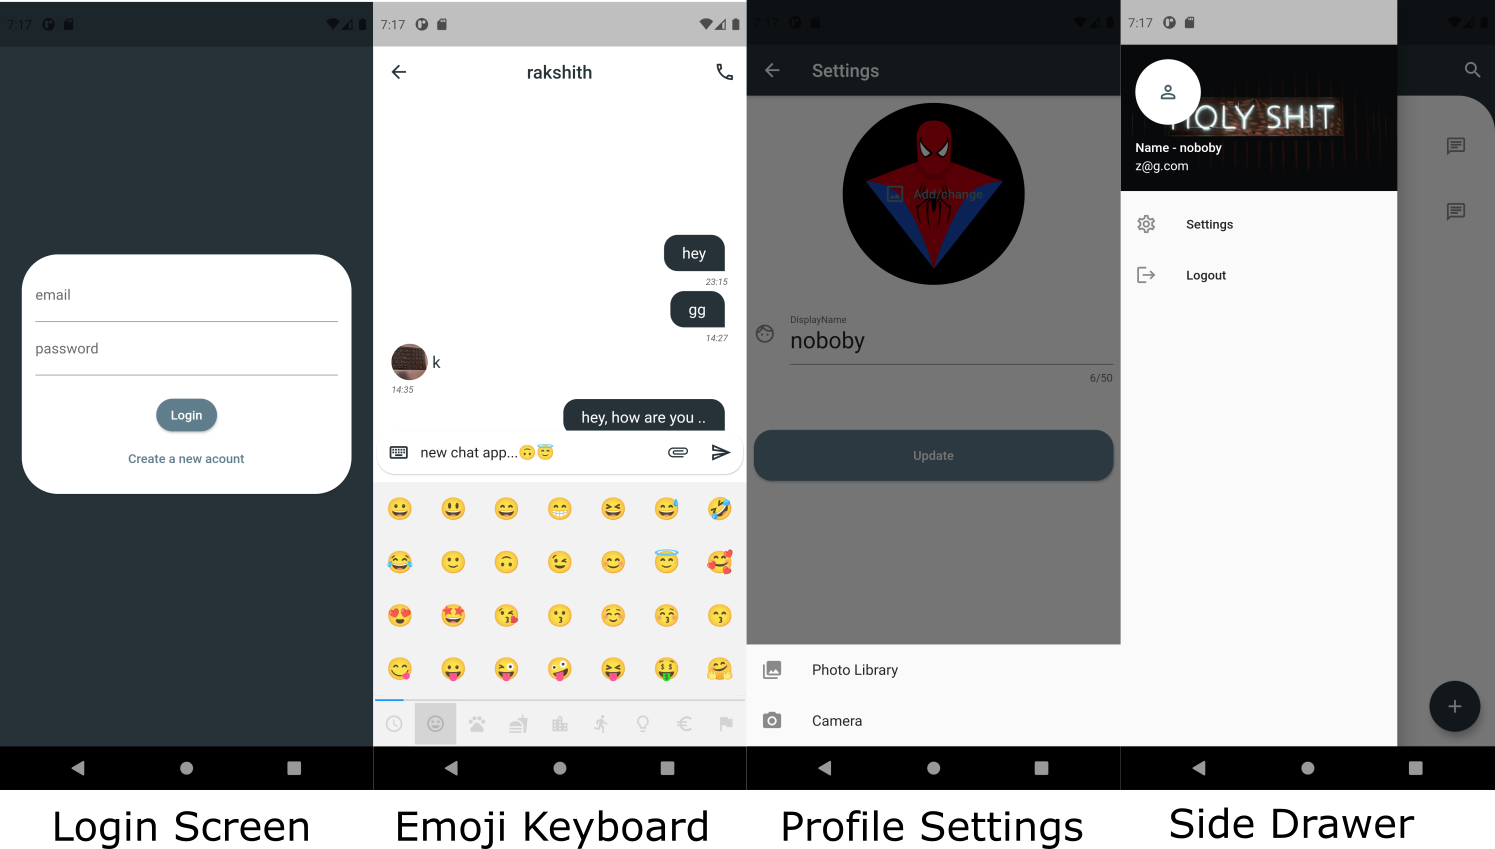 7:17
email
password
Login
Create a new acount
Login Screen
7:17
rakshith
hey
23:15
gg
14:27
k
14:35
hey, how are you ..
new chat app...🙃😇
Emoji Keyboard
7:17
Settings
Add/change
DisplayName
noboby
6/50
Update
Photo Library
Camera
Profile Settings
7:17
HOLY SHIT
Name - noboby
z@g.com
Settings
Logout
Side Drawer